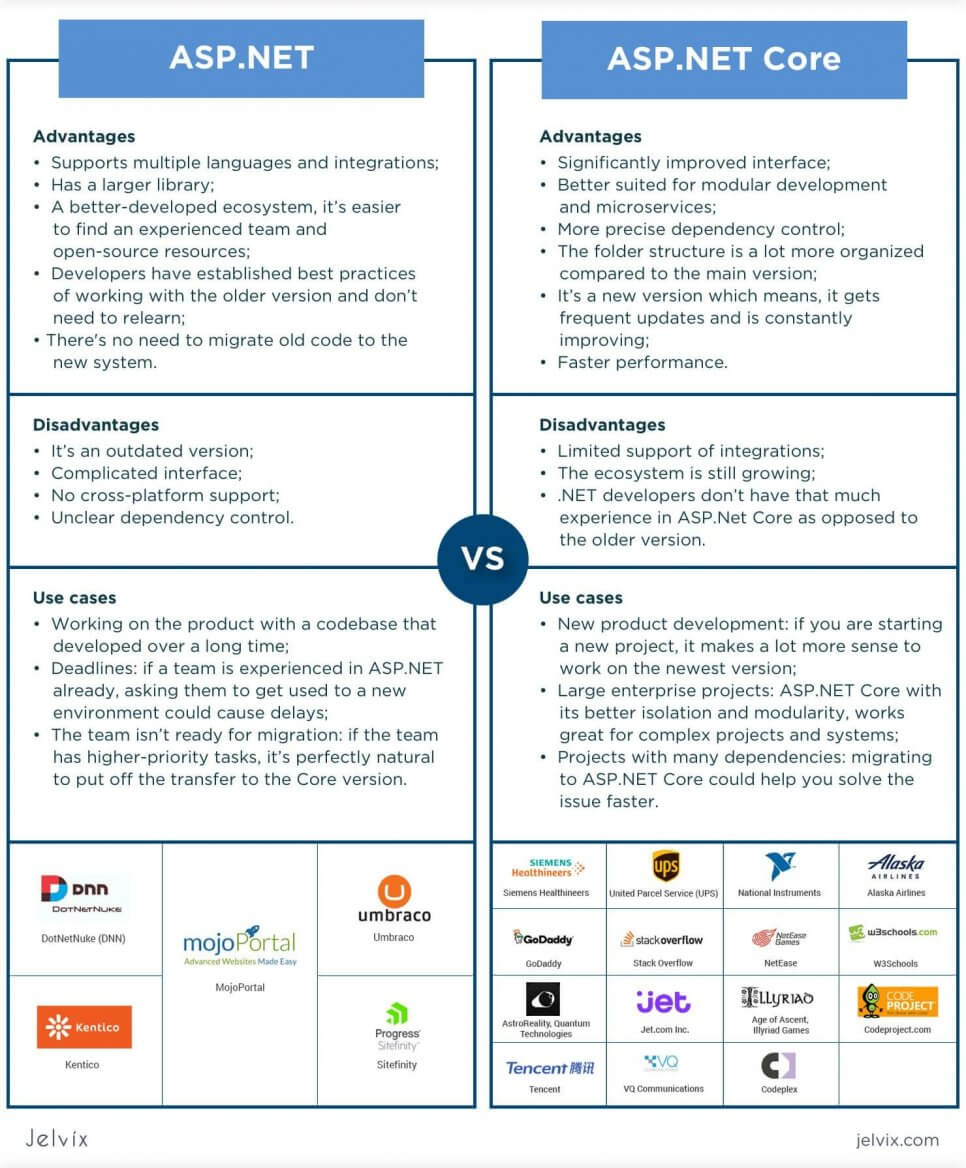 ASP.NET
Advantages
• Supports multiple languages and integrations;
• Has a larger library;
• A better-developed ecosystem, it's easier
to find an experienced team and
open-source resources;
• Developers have established best practices
of working with the older version and don't
need to relearn;
• There's no need to migrate old code to the
new system.
Disadvantages
• It's an outdated version;
• Complicated interface;
• No cross-platform support;
• Unclear dependency control.
Use cases
• Working on the product with a codebase that
developed over a long time;
• Deadlines: if a team is experienced in ASP.NET
already, asking them to get used to a new
environment could cause delays;
• The team isn't ready for migration: if the team
has higher-priority tasks, it's perfectly natural
to put off the transfer to the Core version.
DNN
DOTNETNUKE
DotNetNuke (DNN)
mojoPortal
Advanced Websites Made Easy
MojoPortal
umbraco
Umbraco
Kentico
Kentico
Progress
Sitefinity
Sitefinity
VS
ASP.NET Core
Advantages
• Significantly improved interface;
• Better suited for modular development
and microservices;
• More precise dependency control;
• The folder structure is a lot more organized
compared to the main version;
• It's a new version which means, it gets
frequent updates and is constantly
improving;
• Faster performance.
Disadvantages
• Limited support of integrations;
• The ecosystem is still growing;
• .NET developers don't have that much
experience in ASP.Net Core as opposed to
the older version.
Use cases
• New product development: if you are starting
a new project, it makes a lot more sense to
work on the newest version;
• Large enterprise projects: ASP.NET Core with
its better isolation and modularity, works
great for complex projects and systems;
• Projects with many dependencies: migrating
to ASP.NET Core could help you solve the
issue faster.
SIEMENS
Healthineers
Siemens Healthineers
ups
United Parcel Service (UPS)
National Instruments
Alaska
AIRLINES
Alaska Airlines
GoDaddy
GoDaddy
stackoverflow
Stack Overflow
NetEase
Games
NetEase
w3schools.com
W3Schools
AstroReality, Quantum
Technologies
jet
Jet.com Inc.
ILLYRIAD
Age of Ascent,
Illyriad Games
CODE
PROJECT
Codeproject.com
Tencent 腾讯
Tencent
VQ
VQ Communications
Codeplex
Jelvix
jelvix.com